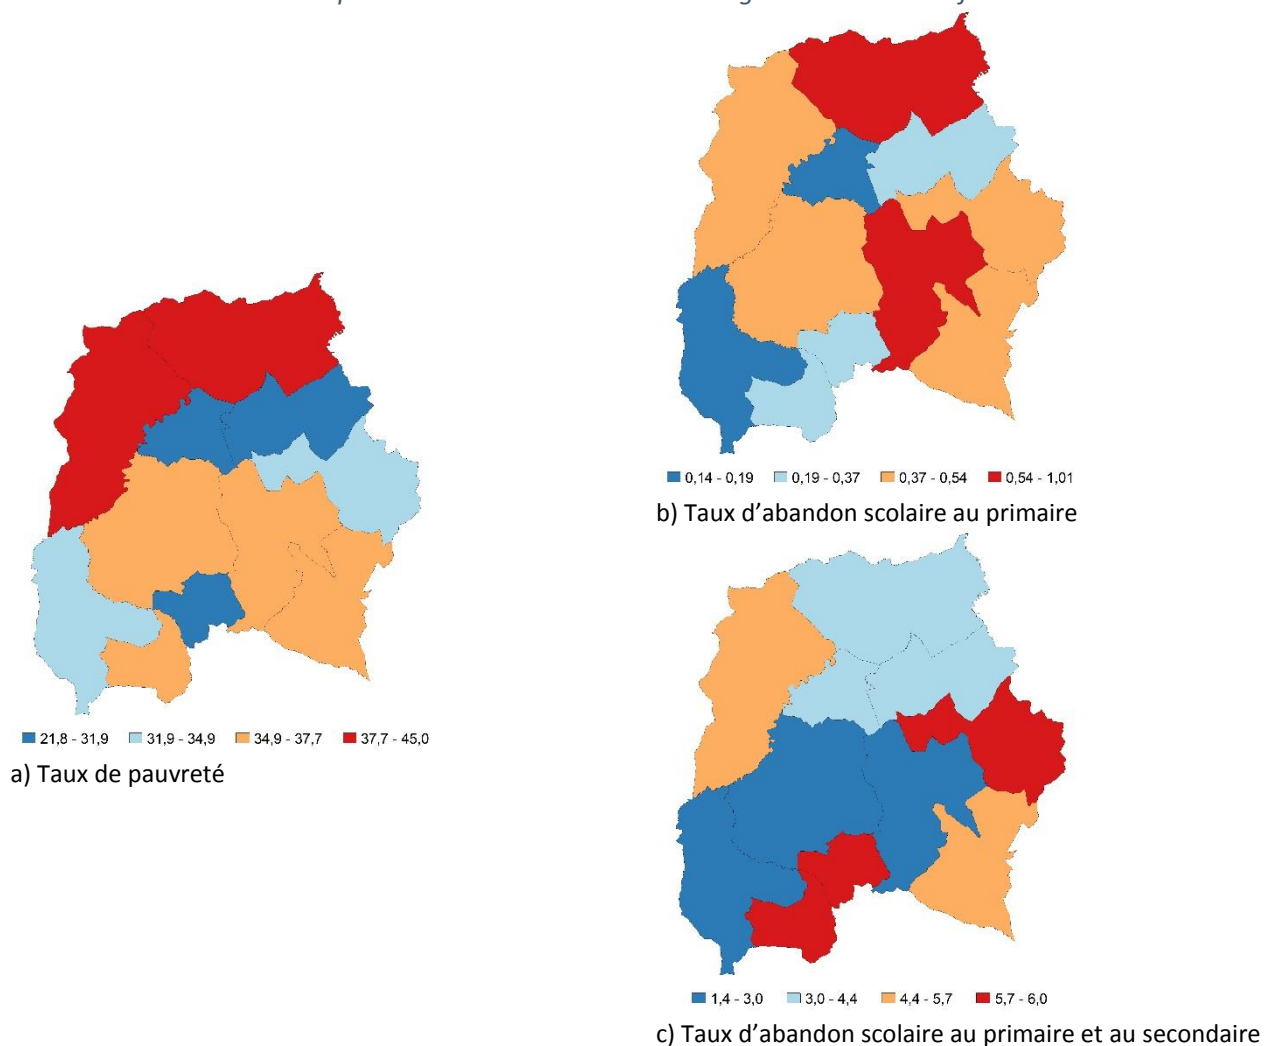 0,14 - 0,19 0,19 - 0,37 0,37 - 0,54 0,54 - 1,01
b) Taux d’abandon scolaire au primaire
21,8 - 31,9 31,9 - 34,9 34,9 - 37,7 37,7 - 45,0
a) Taux de pauvreté
1,4 - 3,0 3,0 - 4,4 4,4 - 5,7 5,7 - 6,0
c) Taux d’abandon scolaire au primaire et au secondaire